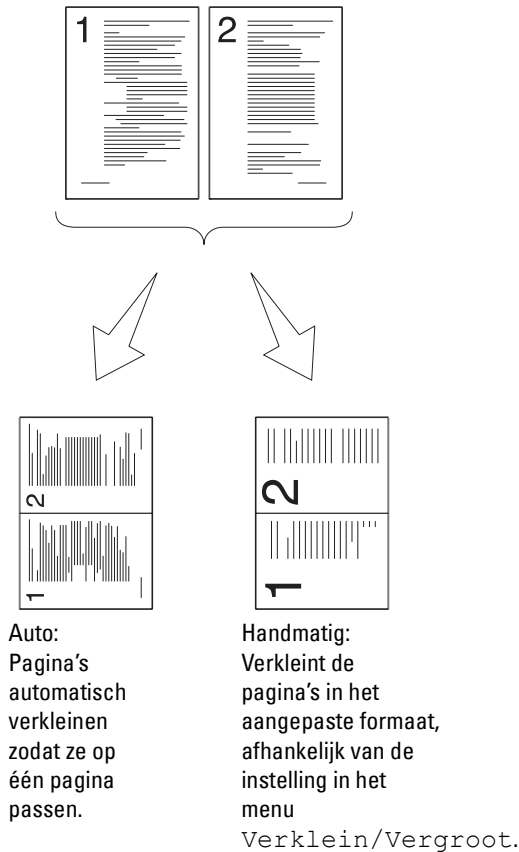 1
2
2
1
2
1
Auto:
Pagina's
automatisch
verkleinen
zodat ze op
één pagina
passen.
Handmatig:
Verkleint de
pagina's in het
aangepaste formaat,
afhankelijk van de
instelling in het
menu
Verklein/Vergroot.